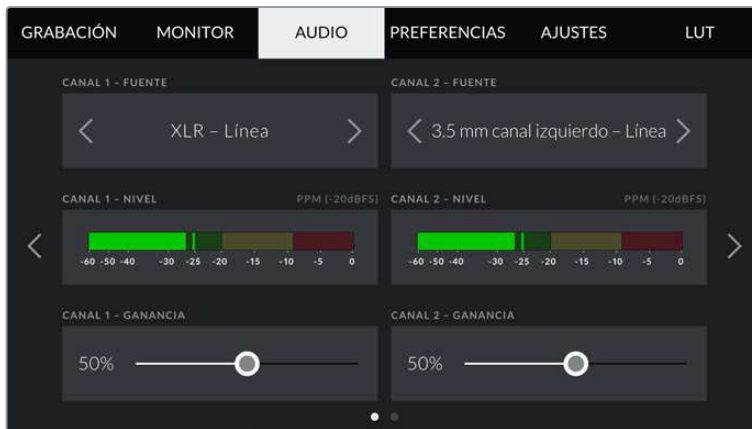 GRABACIÓN MONITOR AUDIO PREFERENCIAS AJUSTES LUT
CANAL 1 – FUENTE CANAL 2 – FUENTE
XLR – Línea 3.5 mm canal izquierdo – Línea
CANAL 1 – NIVEL PPM (-20dBFS) CANAL 2 – NIVEL PPM (-20dBFS)
-60 -50 -40 -30 -25 -20 -15 -10 -5 0 -60 -50 -40 -30 -25 -20 -15 -10 -5 0
CANAL 1 – GANANCIA CANAL 2 – GANANCIA
50% 50%